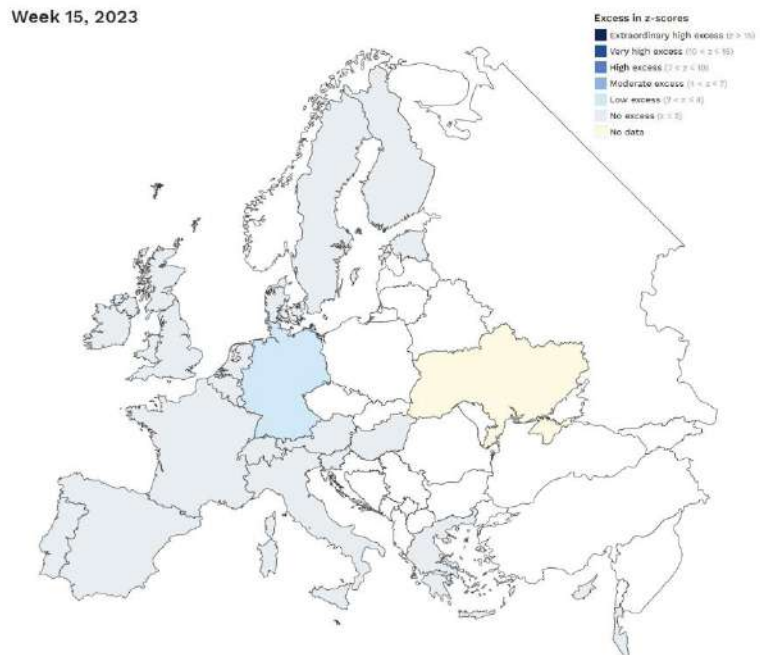 Week 15, 2023
Excess in z-scores
Extraordinary high excess (z > 15)
Very high excess (10 < z ≤ 15)
High excess (7 < z ≤ 10)
Moderate excess (4 < z ≤ 7)
Low excess (2 < z ≤ 4)
No excess (z ≤ 2)
No data